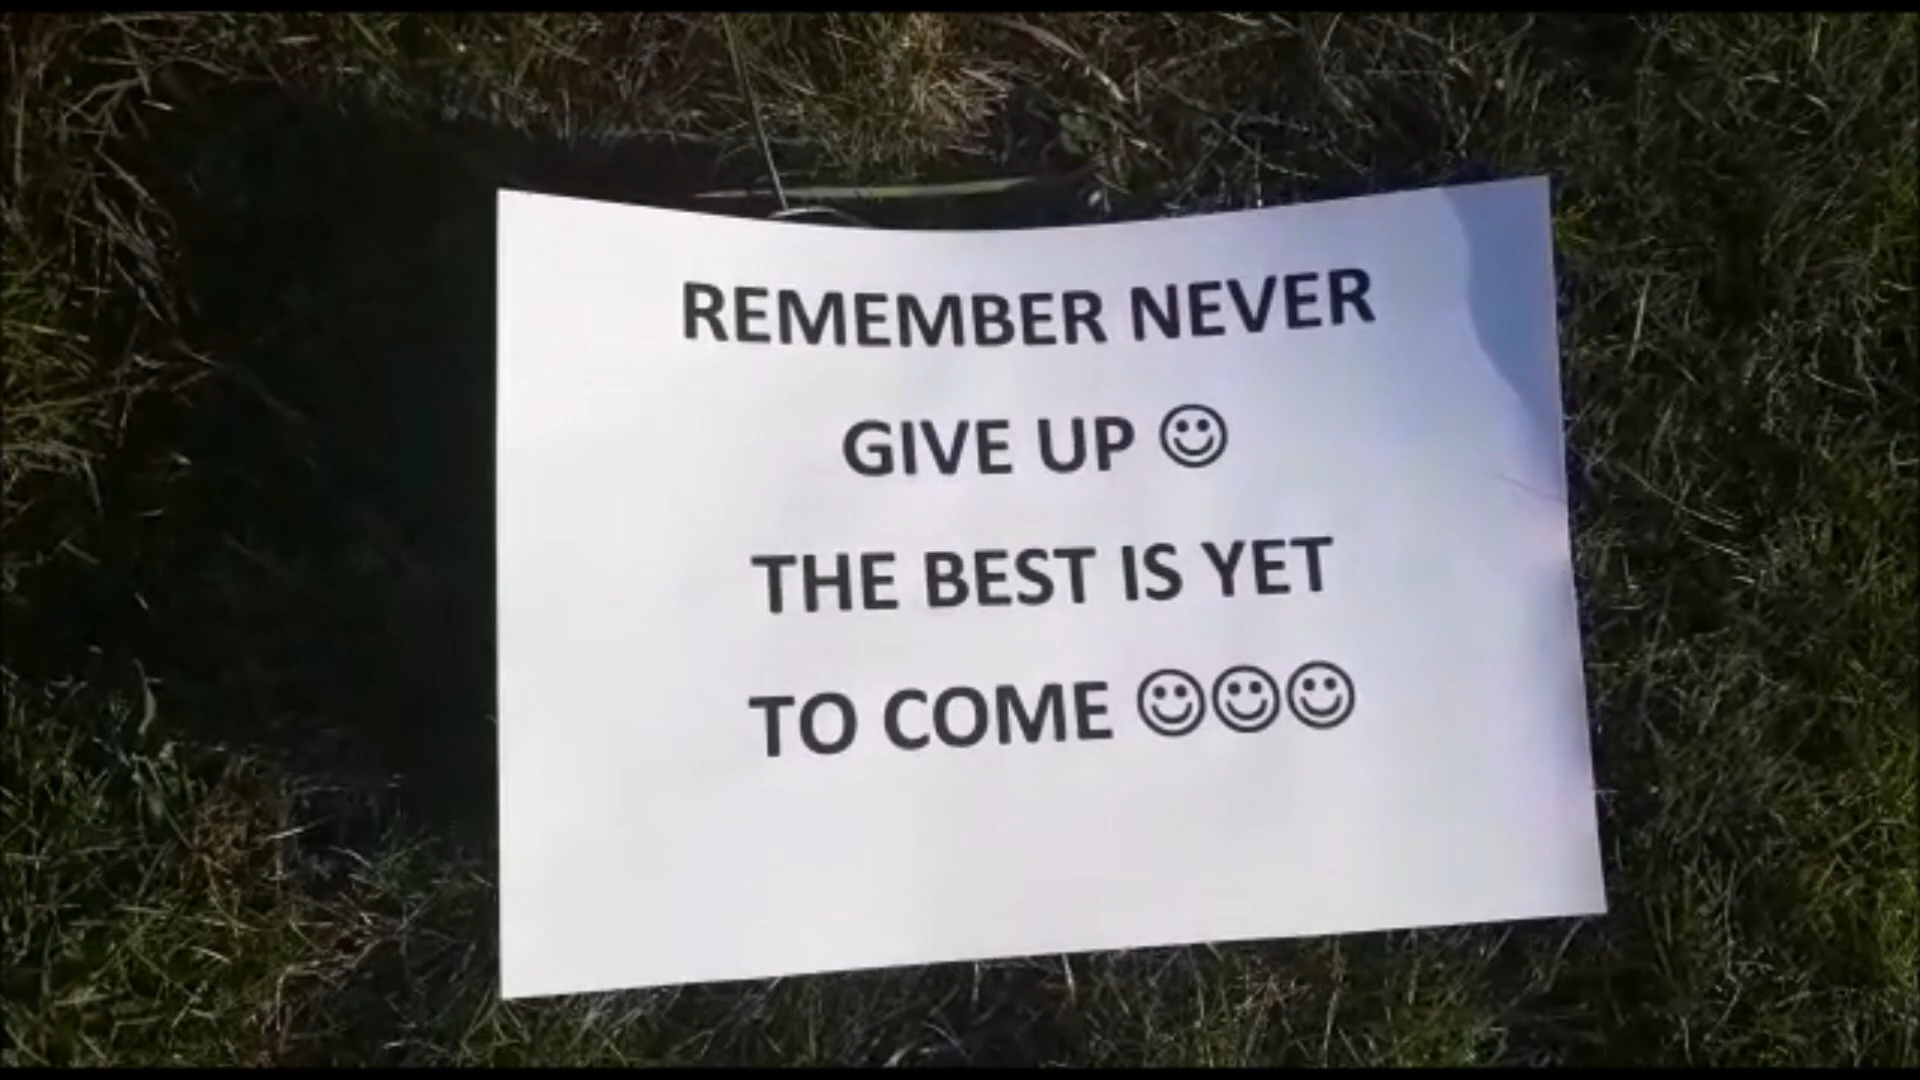 REMEMBER NEVER
GIVE UP ☺
THE BEST IS YET
TO COME ☺☺☺